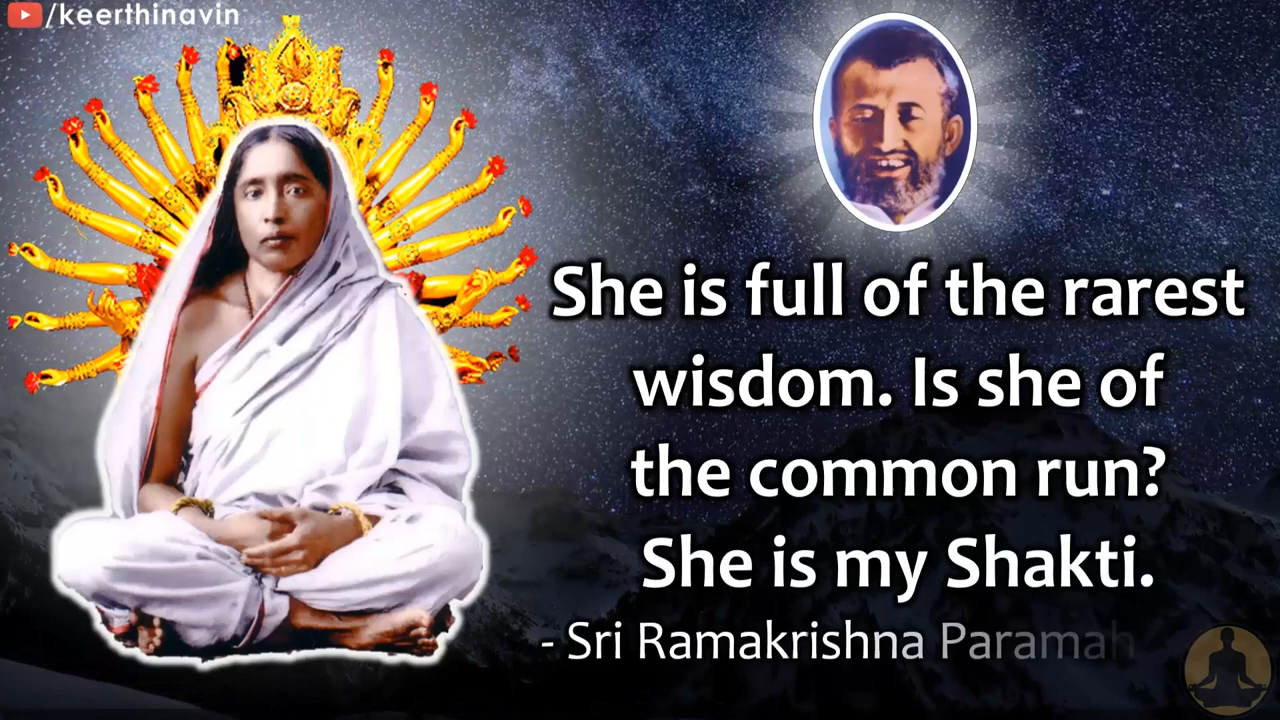 /keerthinavin
She is full of the rarest
wisdom. Is she of
the common run?
She is my Shakti.
- Sri Ramakrishna Paramah